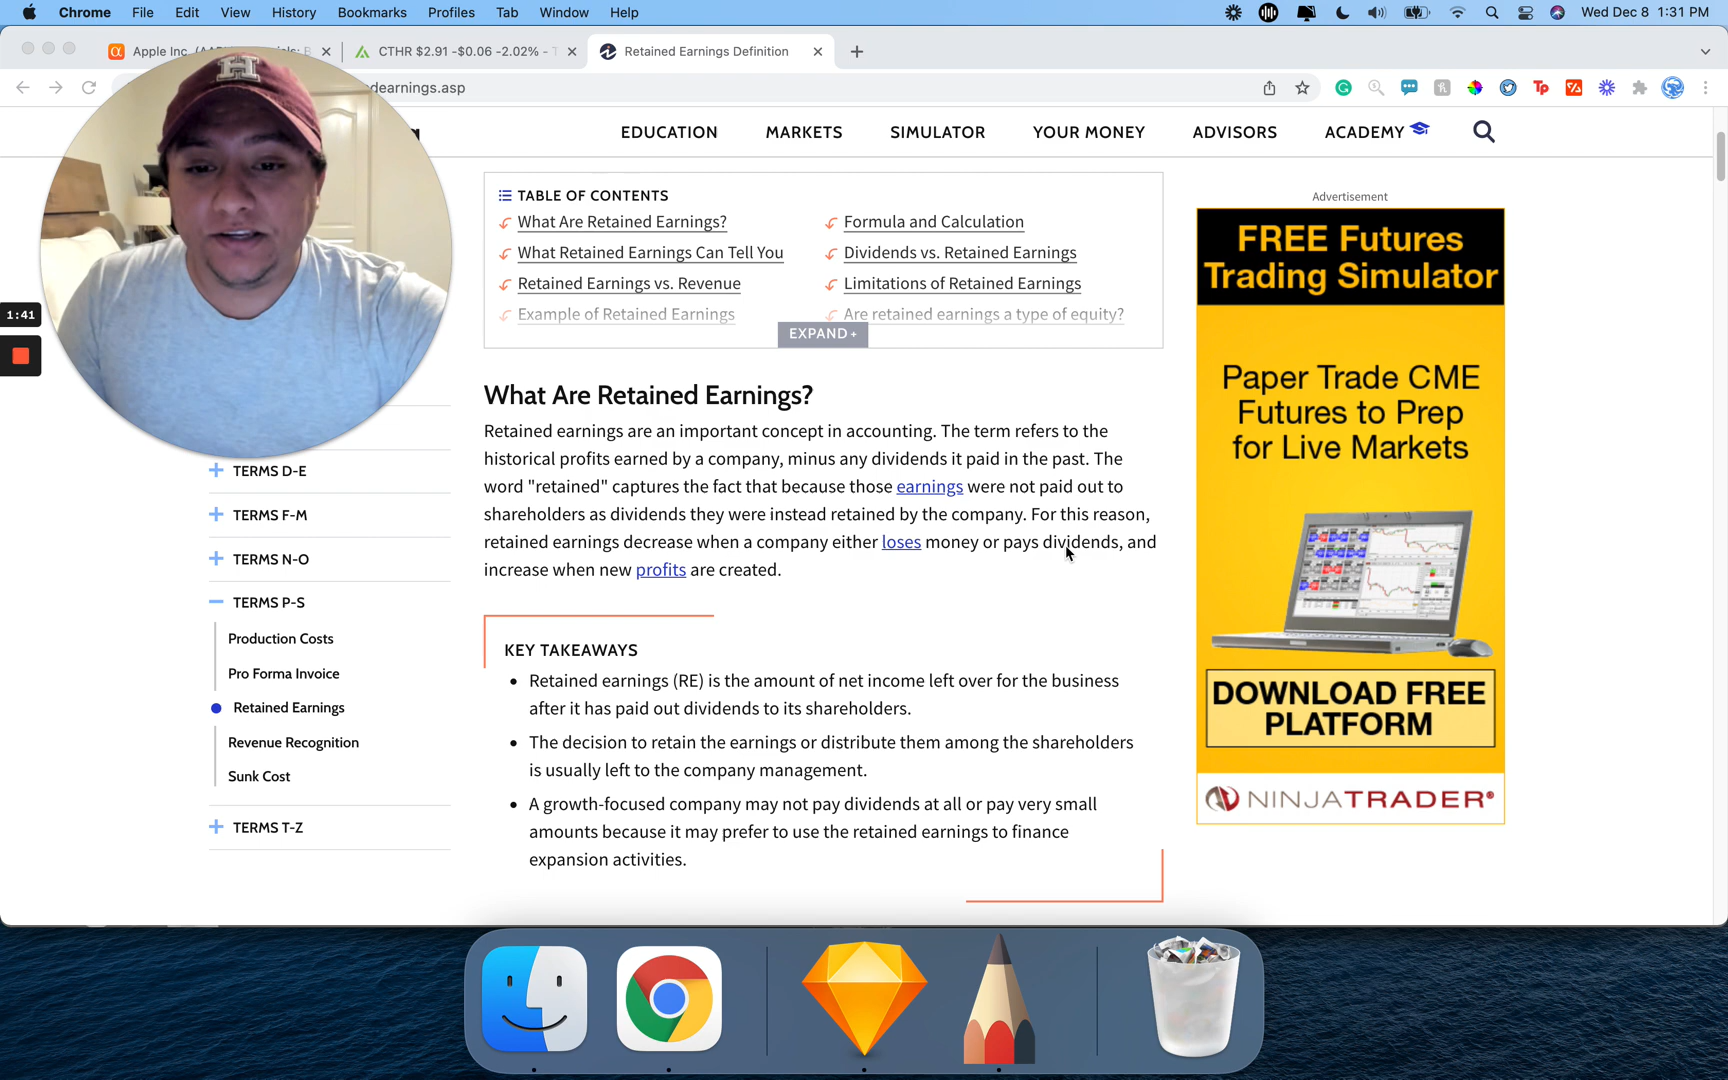 Chrome File Edit View History Bookmarks Profiles Tab Window Help Wed Dec 8 1:31 PM
Apple Inc. CTHR $2.91 -$0.06 -2.02% - Retained Earnings Definition
dearnings.asp
EDUCATION MARKETS SIMULATOR YOUR MONEY ADVISORS ACADEMY
H
1:41
TABLE OF CONTENTS
What Are Retained Earnings? Formula and Calculation
What Retained Earnings Can Tell You Dividends vs. Retained Earnings
Retained Earnings vs. Revenue Limitations of Retained Earnings
Example of Retained Earnings Are retained earnings a type of equity?
EXPAND+
What Are Retained Earnings?
Retained earnings are an important concept in accounting. The term refers to the
historical profits earned by a company, minus any dividends it paid in the past. The
word "retained" captures the fact that because those earnings were not paid out to
shareholders as dividends they were instead retained by the company. For this reason,
retained earnings decrease when a company either loses money or pays dividends, and
increase when new profits are created.
KEY TAKEAWAYS
Retained earnings (RE) is the amount of net income left over for the business
after it has paid out dividends to its shareholders.
The decision to retain the earnings or distribute them among the shareholders
is usually left to the company management.
A growth-focused company may not pay dividends at all or pay very small
amounts because it may prefer to use the retained earnings to finance
expansion activities.
TERMS D-E
TERMS F-M
TERMS N-O
TERMS P-S
Production Costs
Pro Forma Invoice
Retained Earnings
Revenue Recognition
Sunk Cost
TERMS T-Z
Advertisement
FREE Futures
Trading Simulator
Paper Trade CME
Futures to Prep
for Live Markets
DOWNLOAD FREE
PLATFORM
NINJATRADER®